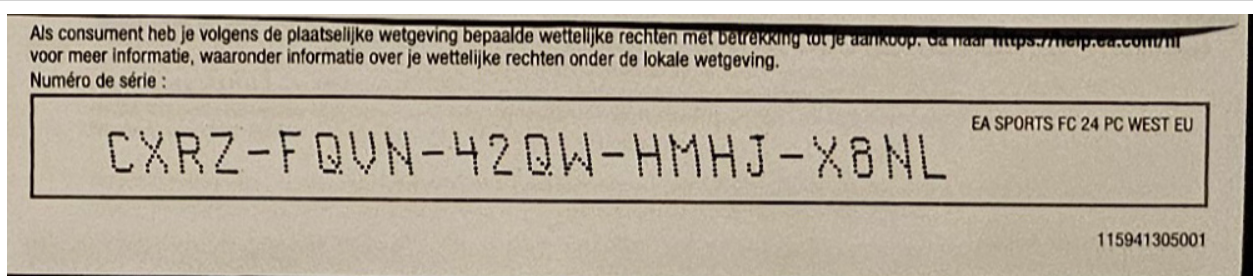 Als consument heb je volgens de plaatselijke wetgeving bepaalde wettelijke rechten met betrekking tot je aankoop. Ga naar https://help.ea.com/nl
voor meer informatie, waaronder informatie over je wettelijke rechten onder de lokale wetgeving.
Numéro de série :
EA SPORTS FC 24 PC WEST EU
CXRZ-FQVN-42QW-HMHJ-X8NL
115941305001